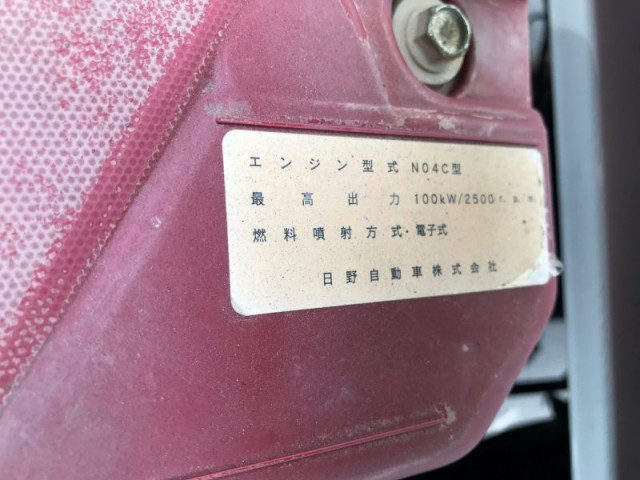 エンジン型式 N04C型
最高出力 100kW/2500r.p.m.
燃料噴射方式・電子式
日野自動車株式会社